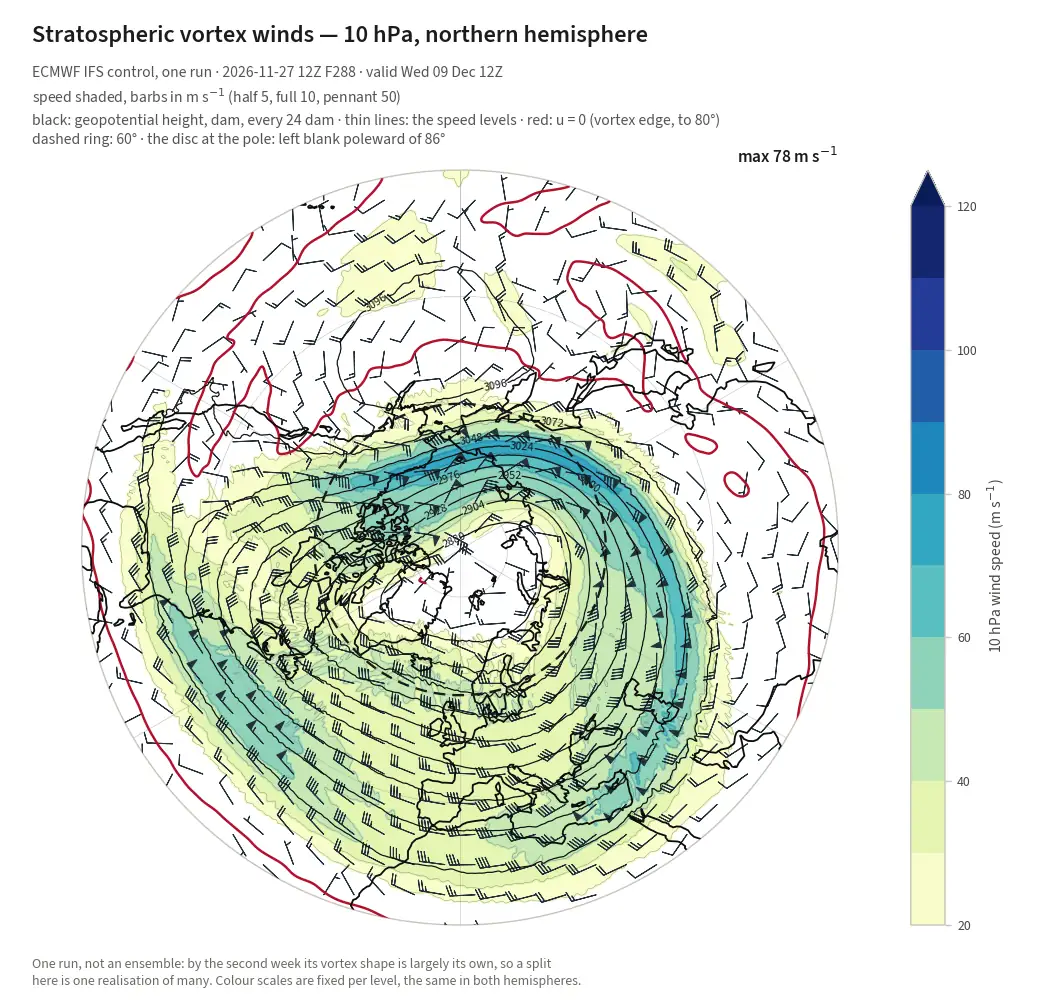 Stratospheric vortex winds — 10 hPa, northern hemisphere
ECMWF IFS control, one run · 2026-11-27 12Z F288 · valid Wed 09 Dec 12Z
speed shaded, barbs in m s⁻¹ (half 5, full 10, pennant 50)
black: geopotential height, dam, every 24 dam · thin lines: the speed levels · red: u = 0 (vortex edge, to 80°)
dashed ring: 60° · the disc at the pole: left blank poleward of 86°
max 78 m s⁻¹
120
100
80
60
40
20
10 hPa wind speed (m s⁻¹)
3096
3096
3072
3048
3024
2976
2952
2928
2904
One run, not an ensemble: by the second week its vortex shape is largely its own, so a split
here is one realisation of many. Colour scales are fixed per level, the same in both hemispheres.